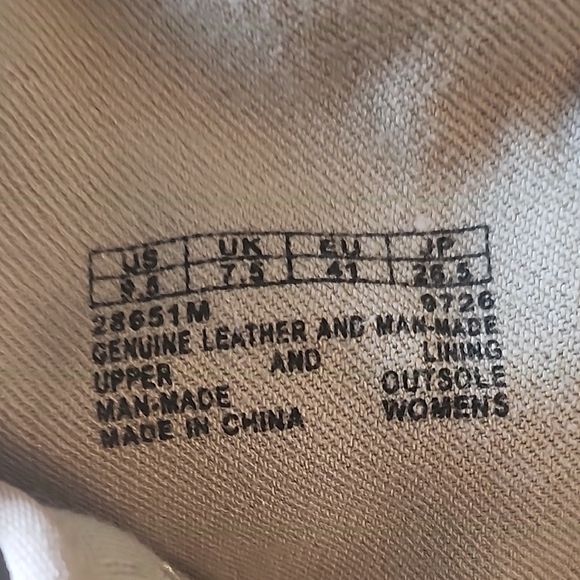 US UK EU JP
9.5 7.5 41 26.5
28651M 9726
GENUINE LEATHER AND MAN-MADE
UPPER AND LINING
MAN-MADE OUTSOLE
MADE IN CHINA WOMENS